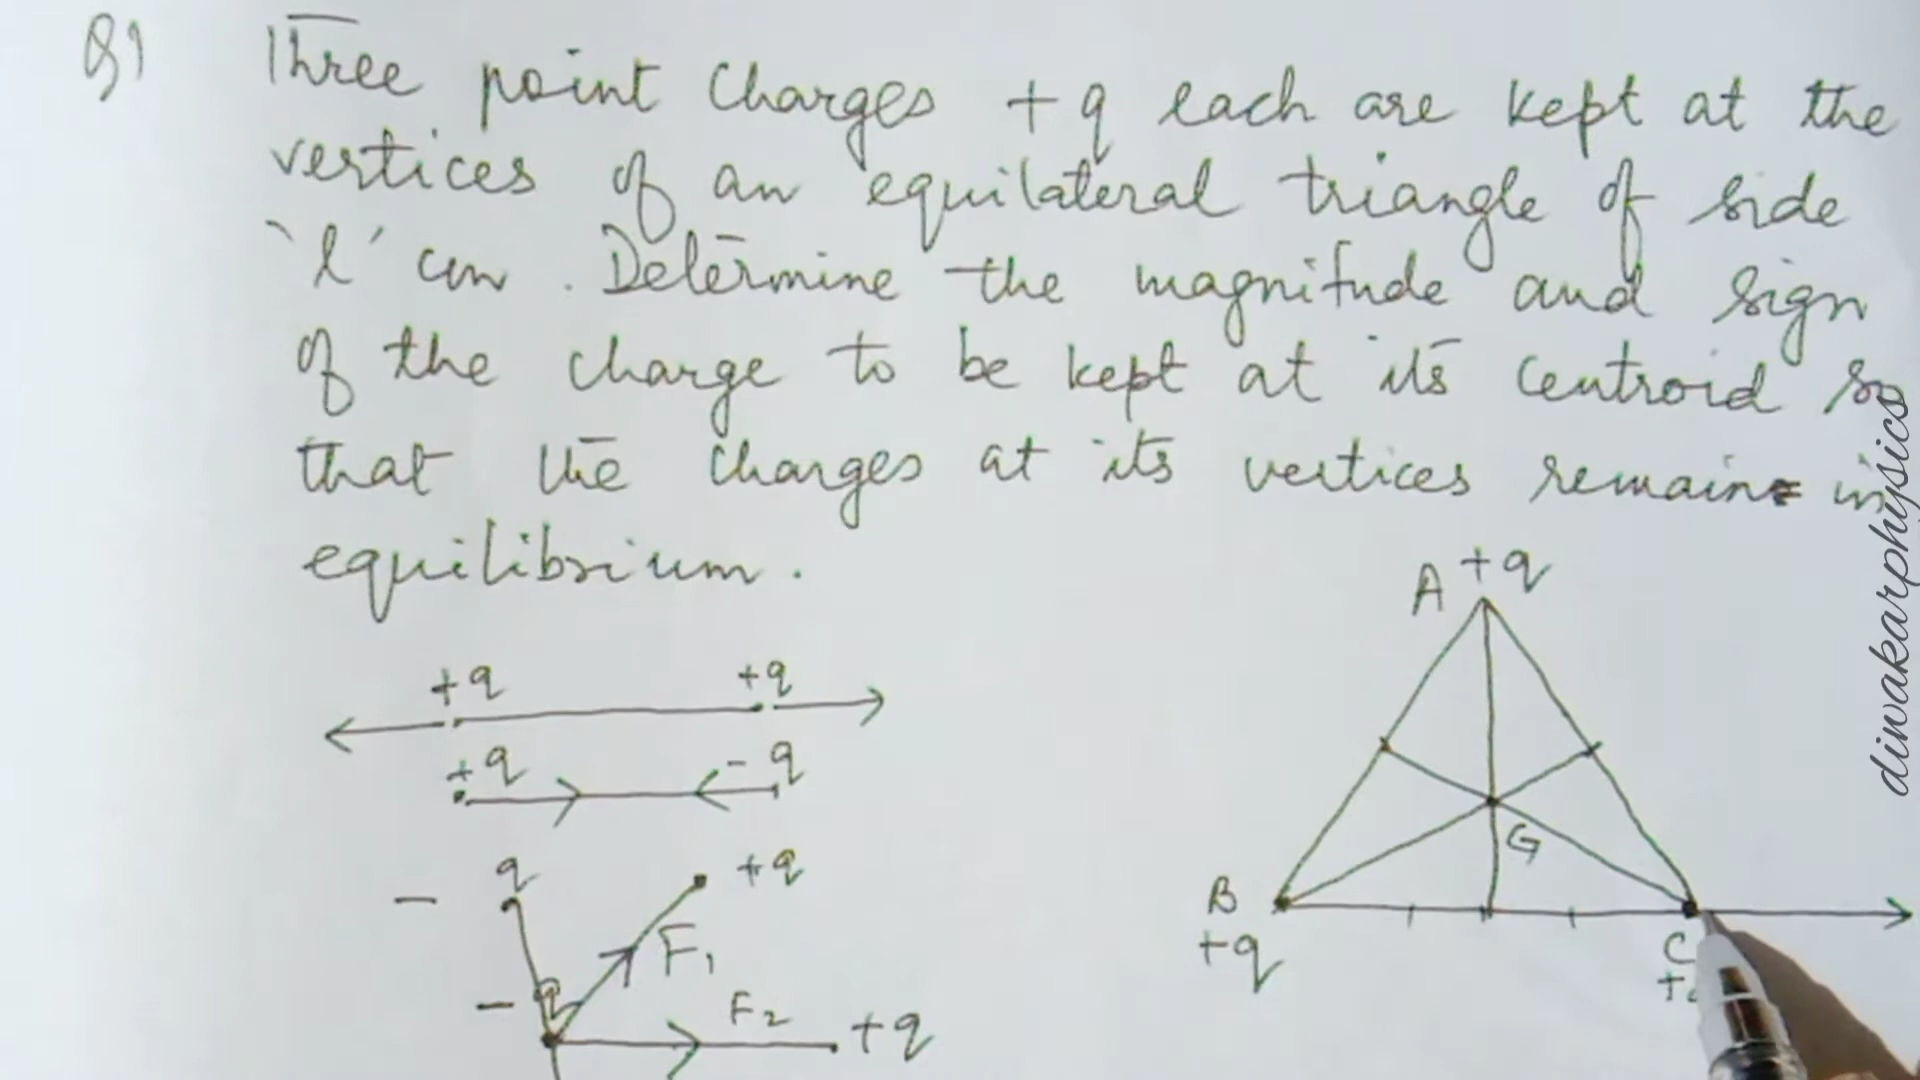 Q1 Three point Charges +q each are kept at the
vertices of an equilateral triangle of side
'l' cm. Determine the magnitude and sign
of the charge to be kept at its centroid so
that the charges at its vertices remain in
equilibrium.
A +q
+q +q
+q -q
G
q +q
-
B C
F1
+q
- q F2 +q
diwakarphysics